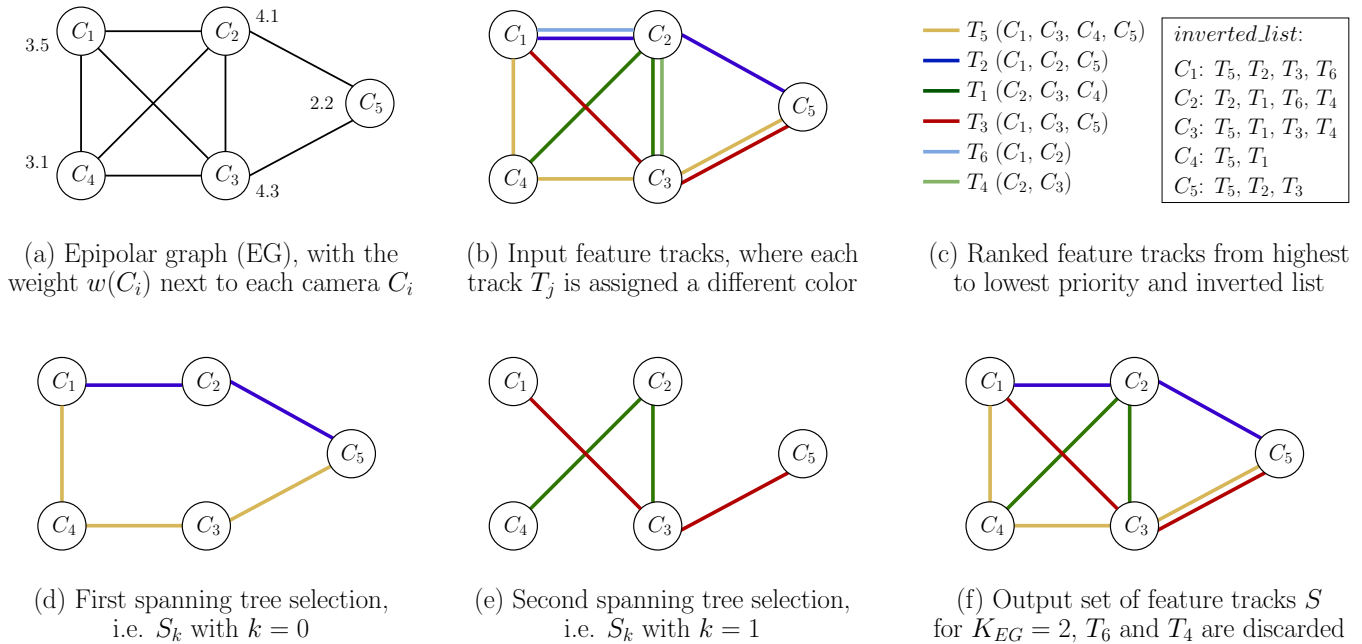 3.5
C₁
C₂
4.1
2.2
C₅
3.1
C₄
C₃
4.3
(a) Epipolar graph (EG), with the
weight w(Cᵢ) next to each camera Cᵢ
C₁
C₂
C₅
C₄
C₃
(b) Input feature tracks, where each
track Tⱼ is assigned a different color
T₅ (C₁, C₃, C₄, C₅)
T₂ (C₁, C₂, C₅)
T₁ (C₂, C₃, C₄)
T₃ (C₁, C₃, C₅)
T₆ (C₁, C₂)
T₄ (C₂, C₃)
inverted_list:
C₁: T₅, T₂, T₃, T₆
C₂: T₂, T₁, T₆, T₄
C₃: T₅, T₁, T₃, T₄
C₄: T₅, T₁
C₅: T₅, T₂, T₃
(c) Ranked feature tracks from highest
to lowest priority and inverted list
C₁
C₂
C₅
C₄
C₃
(d) First spanning tree selection,
i.e. Sₖ with k = 0
C₁
C₂
C₅
C₄
C₃
(e) Second spanning tree selection,
i.e. Sₖ with k = 1
C₁
C₂
C₅
C₄
C₃
(f) Output set of feature tracks S
for K_EG = 2, T₆ and T₄ are discarded